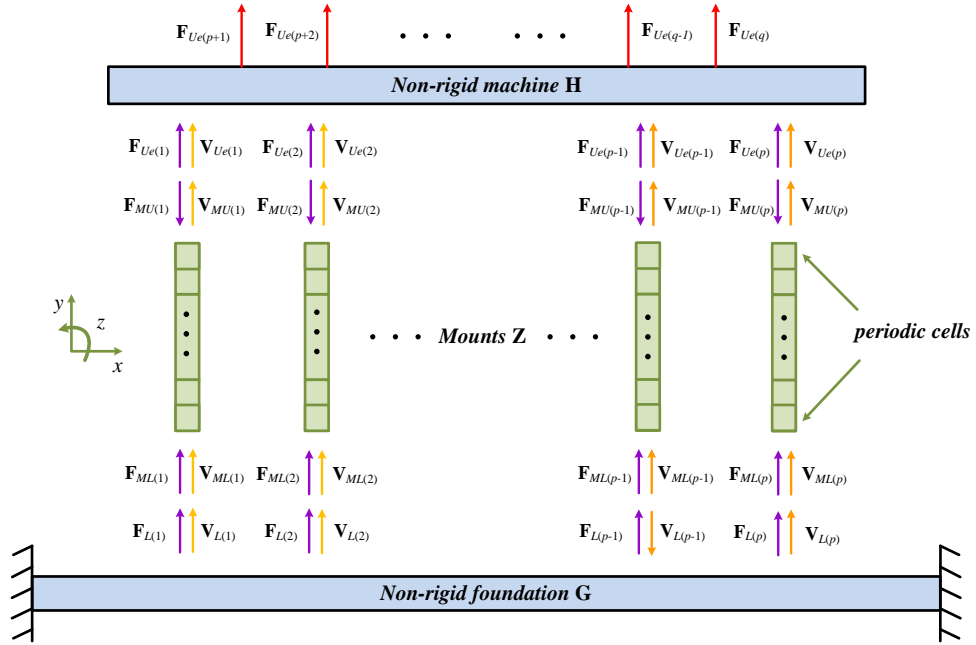 F_Ue(p+1) F_Ue(p+2) • • • • • • F_Ue(q-1) F_Ue(q)
Non-rigid machine H
F_Ue(1) V_Ue(1) F_Ue(2) V_Ue(2) F_Ue(p-1) V_Ue(p-1) F_Ue(p) V_Ue(p)
F_MU(1) V_MU(1) F_MU(2) V_MU(2) F_MU(p-1) V_MU(p-1) F_MU(p) V_MU(p)
y
z
x
• • • Mounts Z • • •
periodic cells
F_ML(1) V_ML(1) F_ML(2) V_ML(2) F_ML(p-1) V_ML(p-1) F_ML(p) V_ML(p)
F_L(1) V_L(1) F_L(2) V_L(2) F_L(p-1) V_L(p-1) F_L(p) V_L(p)
Non-rigid foundation G